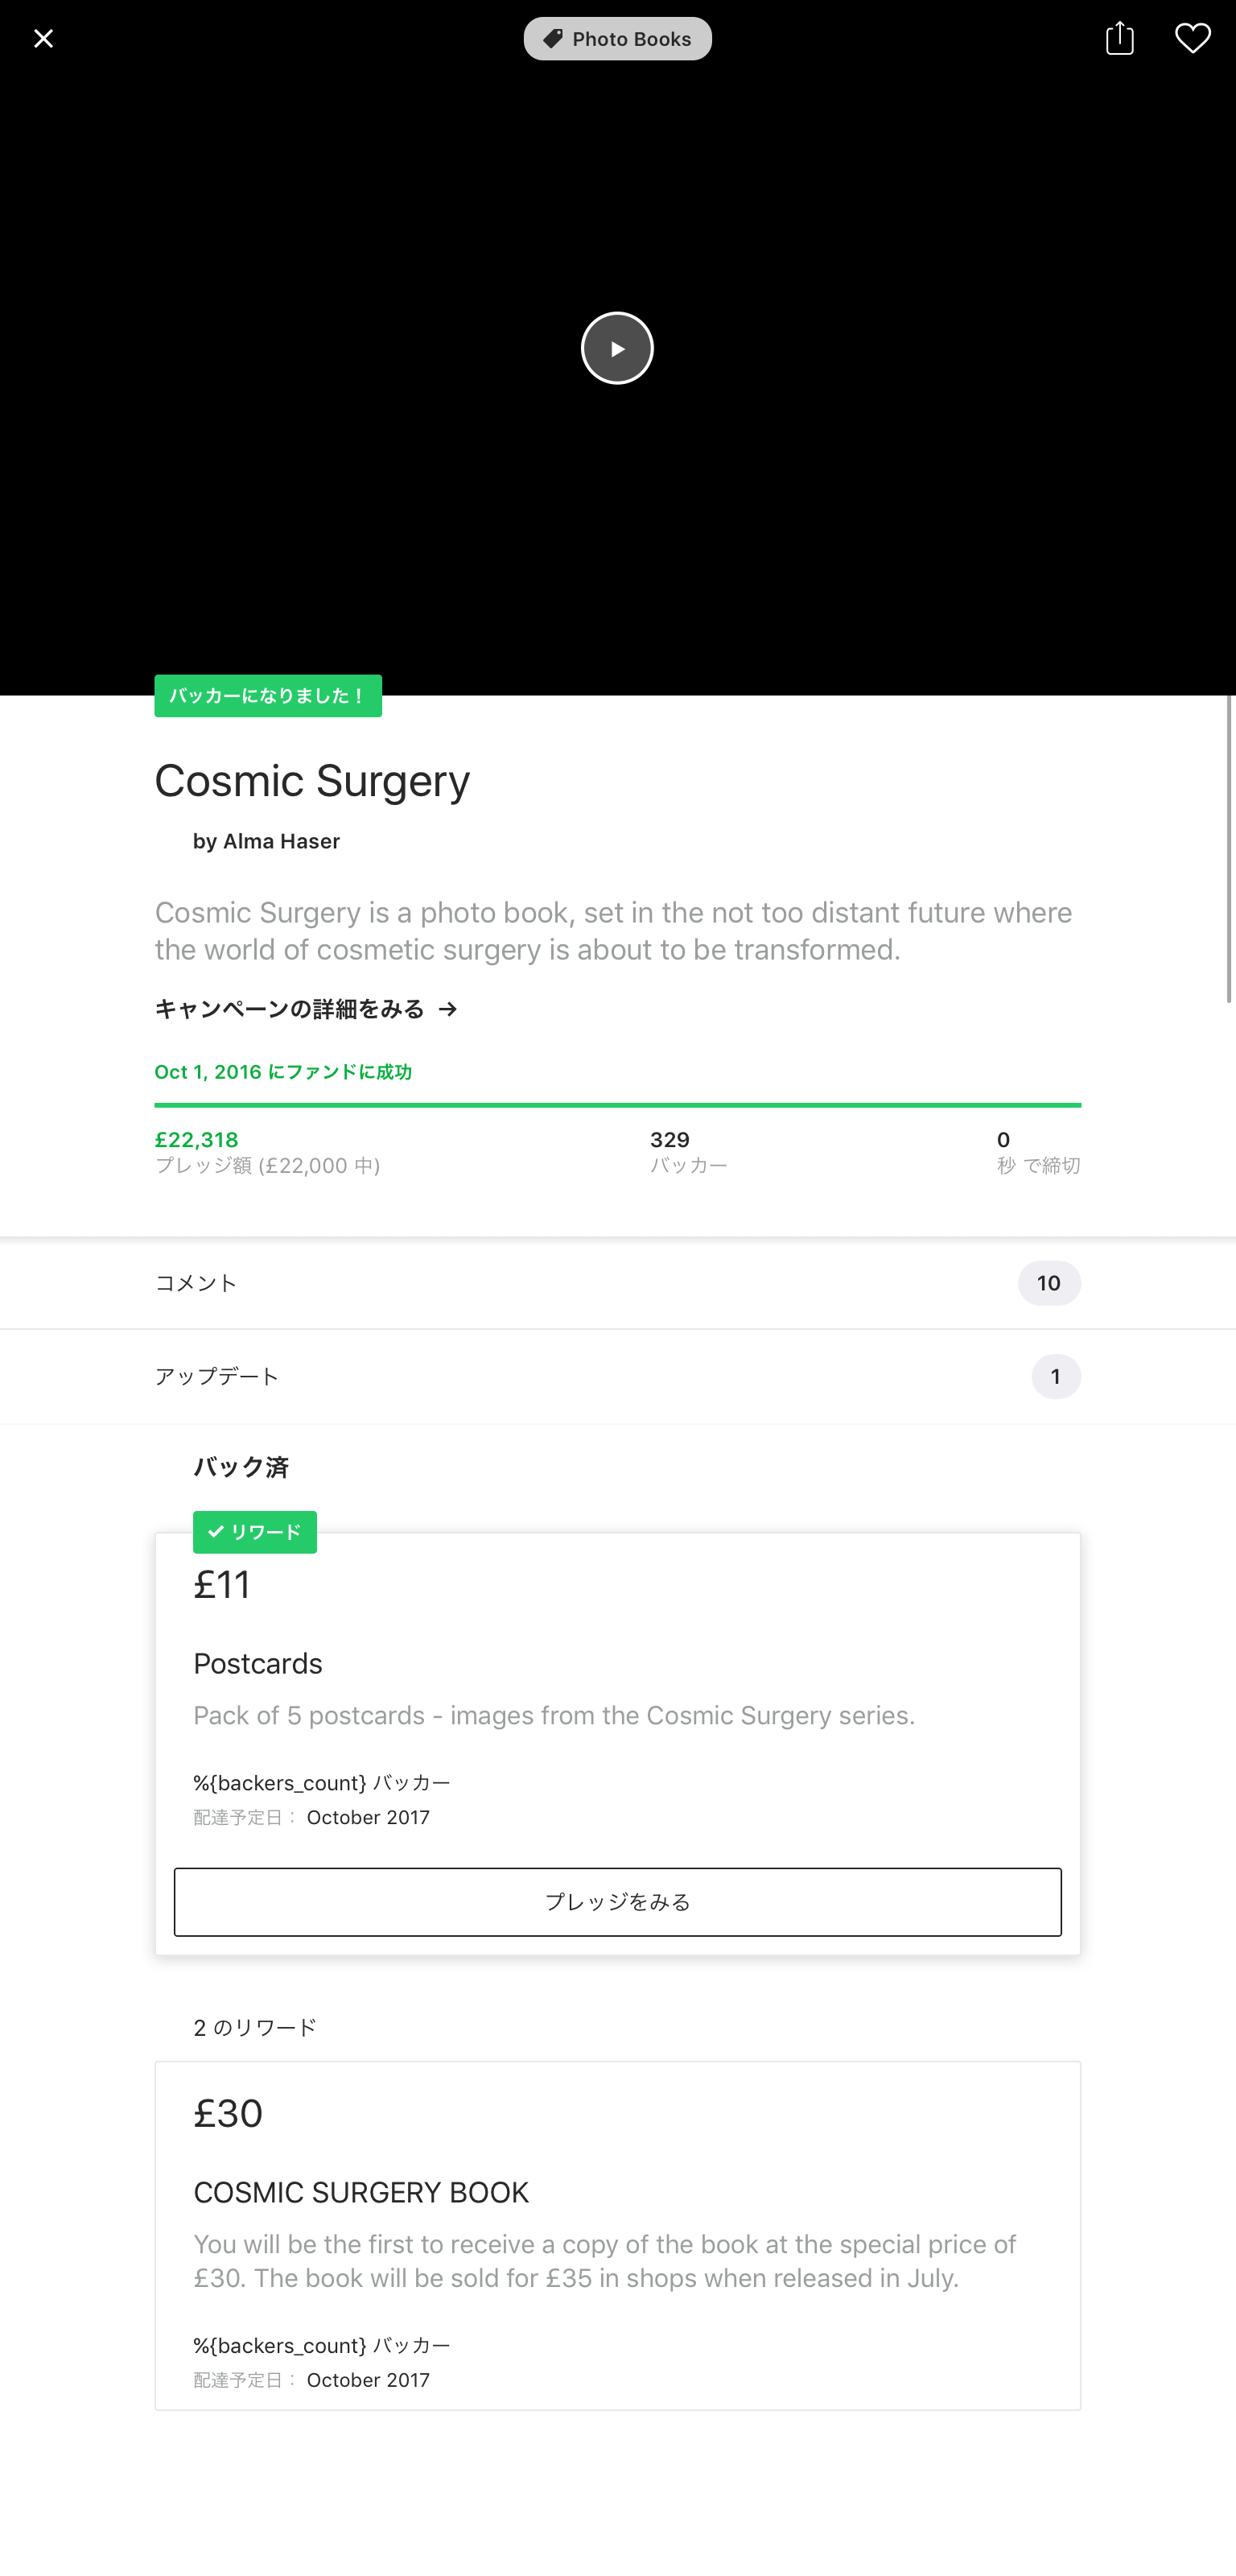 Photo Books
バッカーになりました！
Cosmic Surgery
by Alma Haser
Cosmic Surgery is a photo book, set in the not too distant future where
the world of cosmetic surgery is about to be transformed.
キャンペーンの詳細をみる →
Oct 1, 2016 にファンドに成功
£22,318
プレッジ額 (£22,000 中)
329
バッカー
0
秒 で締切
コメント
10
アップデート
1
バック済
リワード
£11
Postcards
Pack of 5 postcards - images from the Cosmic Surgery series.
%{backers_count} バッカー
配達予定日： October 2017
プレッジをみる
2 のリワード
£30
COSMIC SURGERY BOOK
You will be the first to receive a copy of the book at the special price of
£30. The book will be sold for £35 in shops when released in July.
%{backers_count} バッカー
配達予定日： October 2017